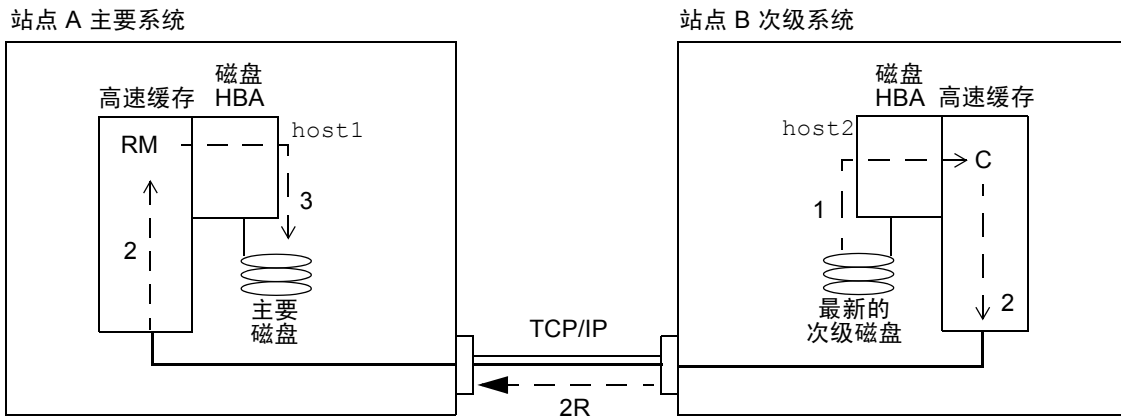 站点 A 主要系统
站点 B 次级系统
高速缓存
磁盘
HBA
RM
host1
3
2
主要
磁盘
TCP/IP
2R
host2
磁盘
HBA
高速缓存
C
1
2
最新的
次级磁盘